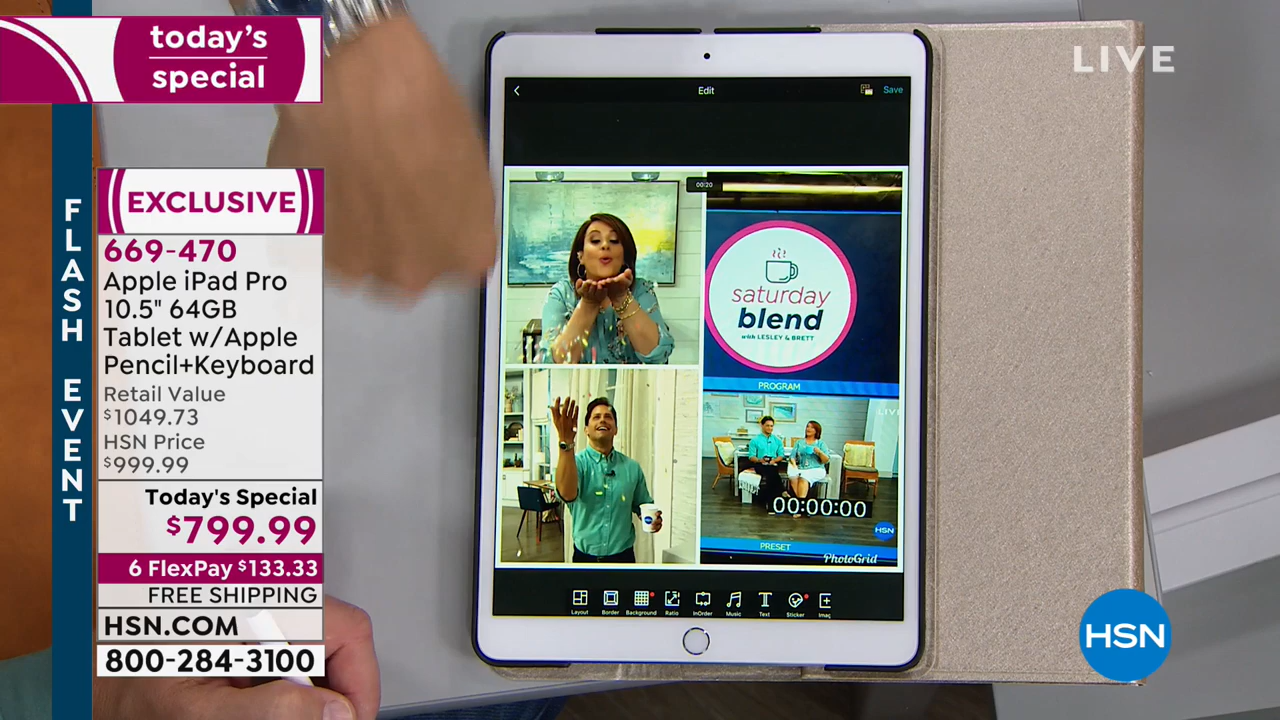 today's
special
LIVE
FLASH EVENT
EXCLUSIVE
669-470
Apple iPad Pro
10.5" 64GB
Tablet w/Apple
Pencil+Keyboard
Retail Value
$1049.73
HSN Price
$999.99
Today's Special
$799.99
6 FlexPay $133.33
FREE SHIPPING
HSN.COM
800-284-3100
Edit
Save
00:20
saturday
blend
with LESLEY & BRETT
PROGRAM
LIVE
00:00:00
HSN
PRESET
PhotoGrid
Layout
Border
Background
Ratio
InOrder
Music
Text
Sticker
Imag
HSN